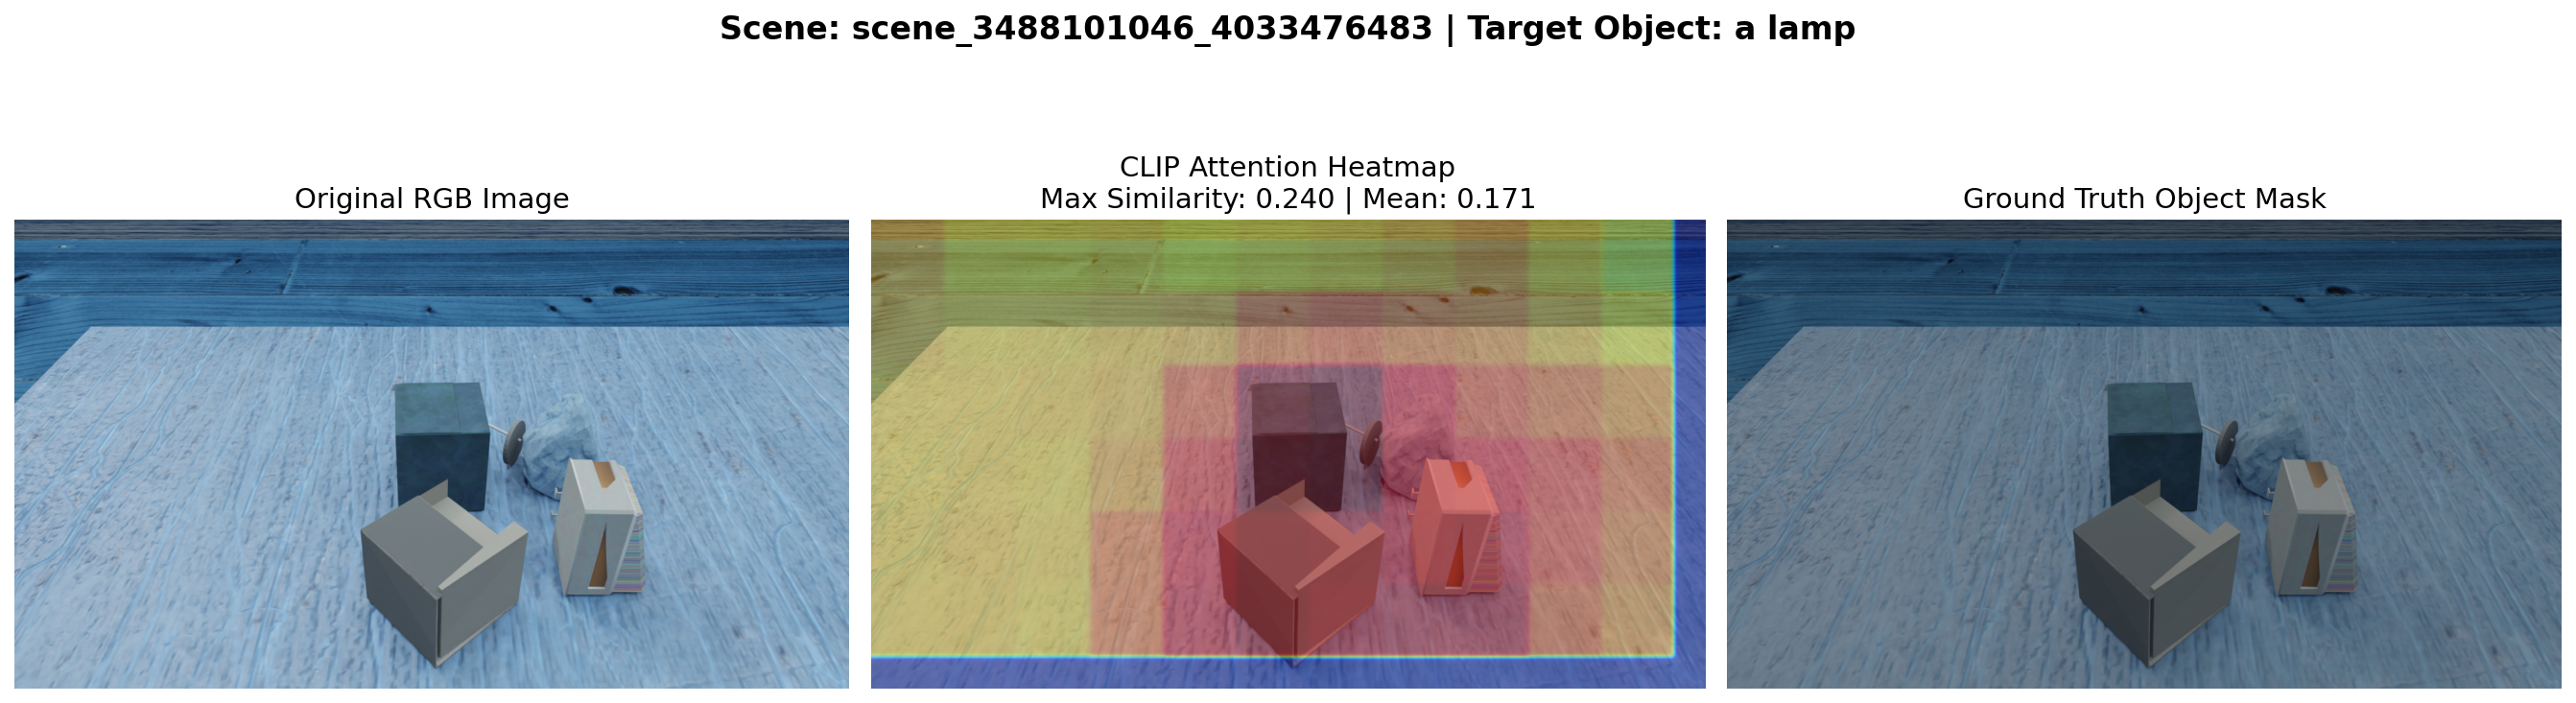 Scene: scene_3488101046_4033476483 | Target Object: a lamp
Original RGB Image
CLIP Attention Heatmap
Max Similarity: 0.240 | Mean: 0.171
Ground Truth Object Mask